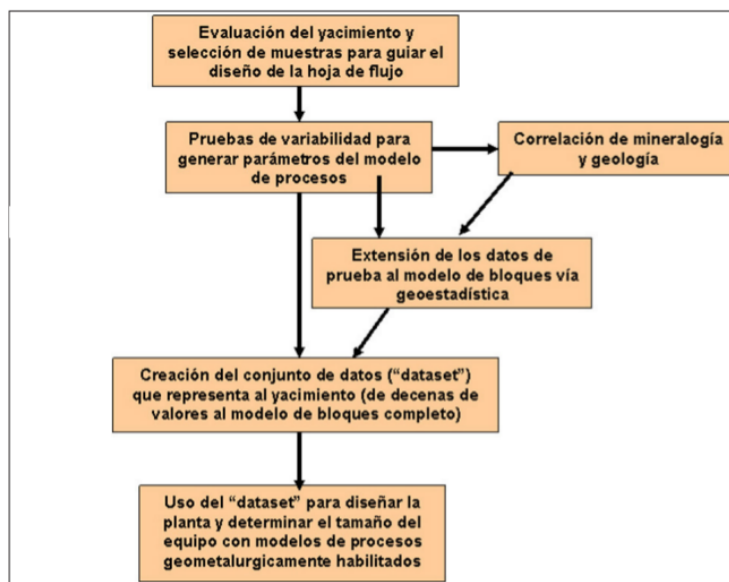 Evaluación del yacimiento y
selección de muestras para guiar el
diseño de la hoja de flujo
Pruebas de variabilidad para
generar parámetros del modelo
de procesos
Correlación de mineralogía
y geología
Extensión de los datos de
prueba al modelo de bloques vía
geoestadística
Creación del conjunto de datos (“dataset”)
que representa al yacimiento (de decenas de
valores al modelo de bloques completo)
Uso del “dataset” para diseñar la
planta y determinar el tamaño del
equipo con modelos de procesos
geometalurgicamente habilitados